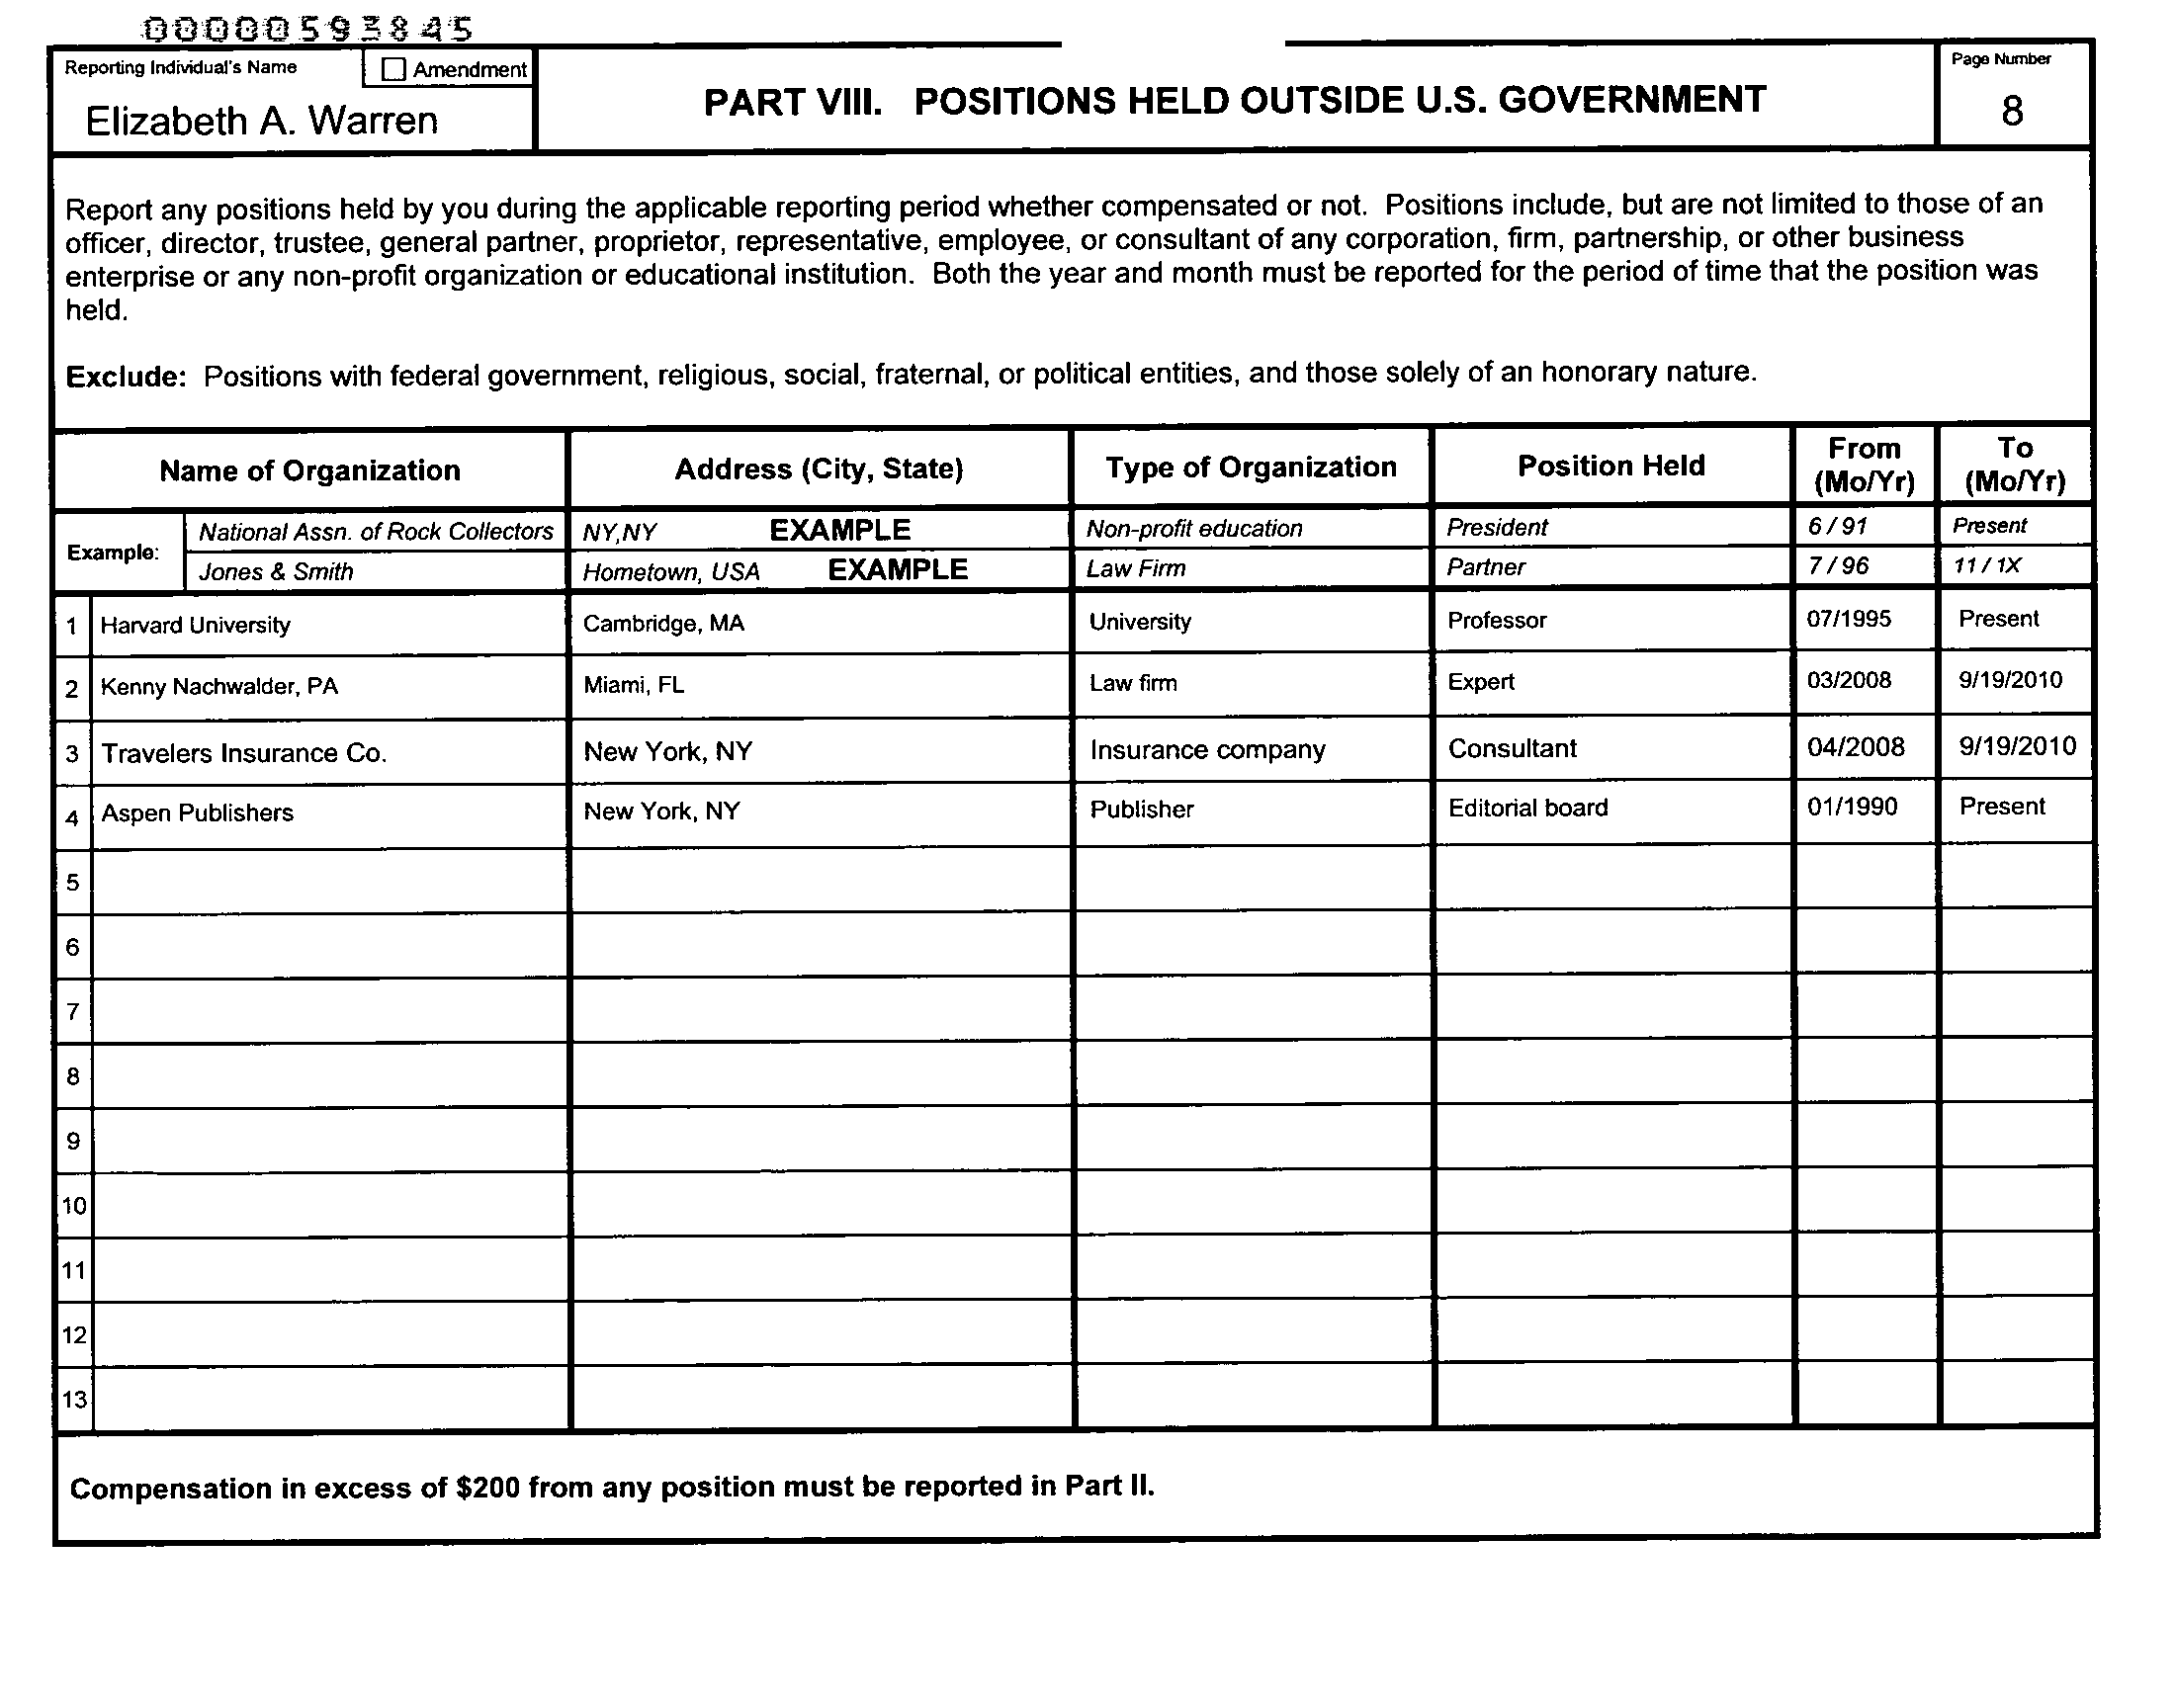 00000593845
Reporting Individual's Name
Amendment
Elizabeth A. Warren
PART VIII. POSITIONS HELD OUTSIDE U.S. GOVERNMENT
Page Number
8
Report any positions held by you during the applicable reporting period whether compensated or not. Positions include, but are not limited to those of an
officer, director, trustee, general partner, proprietor, representative, employee, or consultant of any corporation, firm, partnership, or other business
enterprise or any non-profit organization or educational institution. Both the year and month must be reported for the period of time that the position was
held.
Exclude: Positions with federal government, religious, social, fraternal, or political entities, and those solely of an honorary nature.
Name of Organization Address (City, State) Type of Organization Position Held From (Mo/Yr) To (Mo/Yr)
Example: National Assn. of Rock Collectors NY,NY EXAMPLE Non-profit education President 6 / 91 Present
Jones & Smith Hometown, USA EXAMPLE Law Firm Partner 7 / 96 11 / 1X
1 Harvard University Cambridge, MA University Professor 07/1995 Present
2 Kenny Nachwalder, PA Miami, FL Law firm Expert 03/2008 9/19/2010
3 Travelers Insurance Co. New York, NY Insurance company Consultant 04/2008 9/19/2010
4 Aspen Publishers New York, NY Publisher Editorial board 01/1990 Present
5
6
7
8
9
10
11
12
13
Compensation in excess of $200 from any position must be reported in Part II.